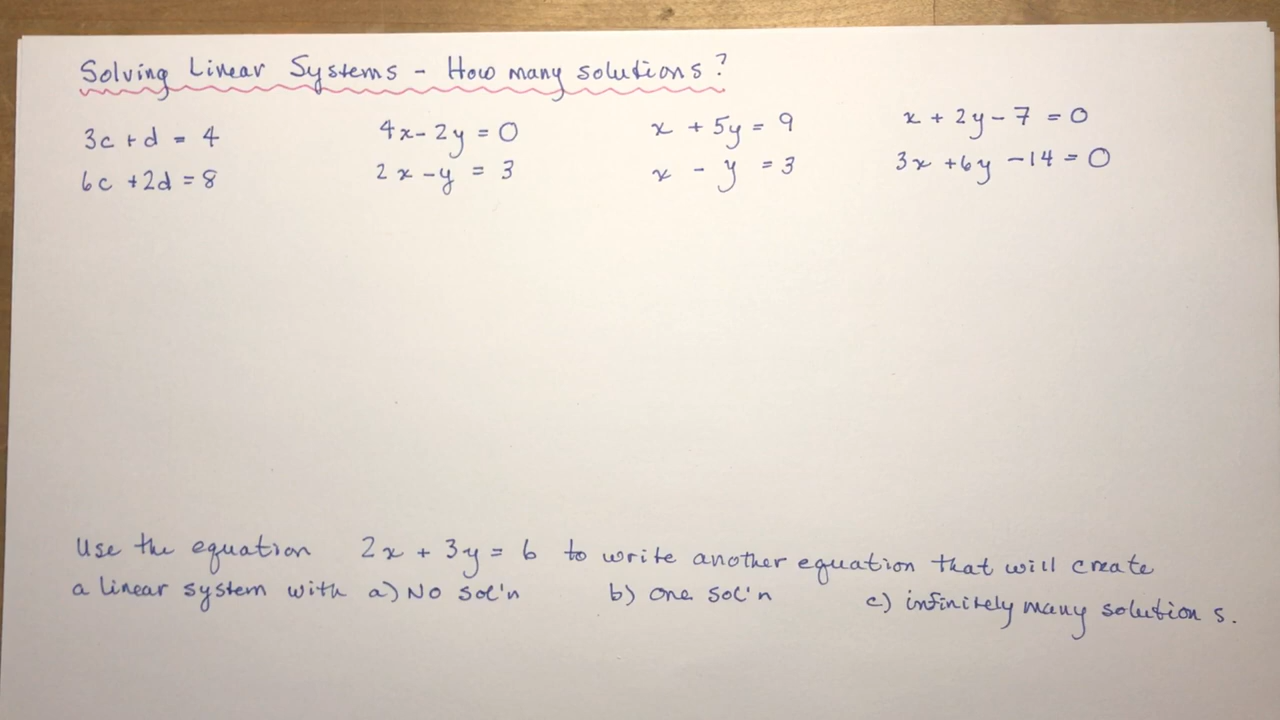 Solving Linear Systems - How many solutions?
3c + d = 4
6c + 2d = 8
4x - 2y = 0
2x - y = 3
x + 5y = 9
x - y = 3
x + 2y - 7 = 0
3x + 6y - 14 = 0
Use the equation 2x + 3y = 6 to write another equation that will create
a linear system with a) No sol'n b) one sol'n c) infinitely many solutions.